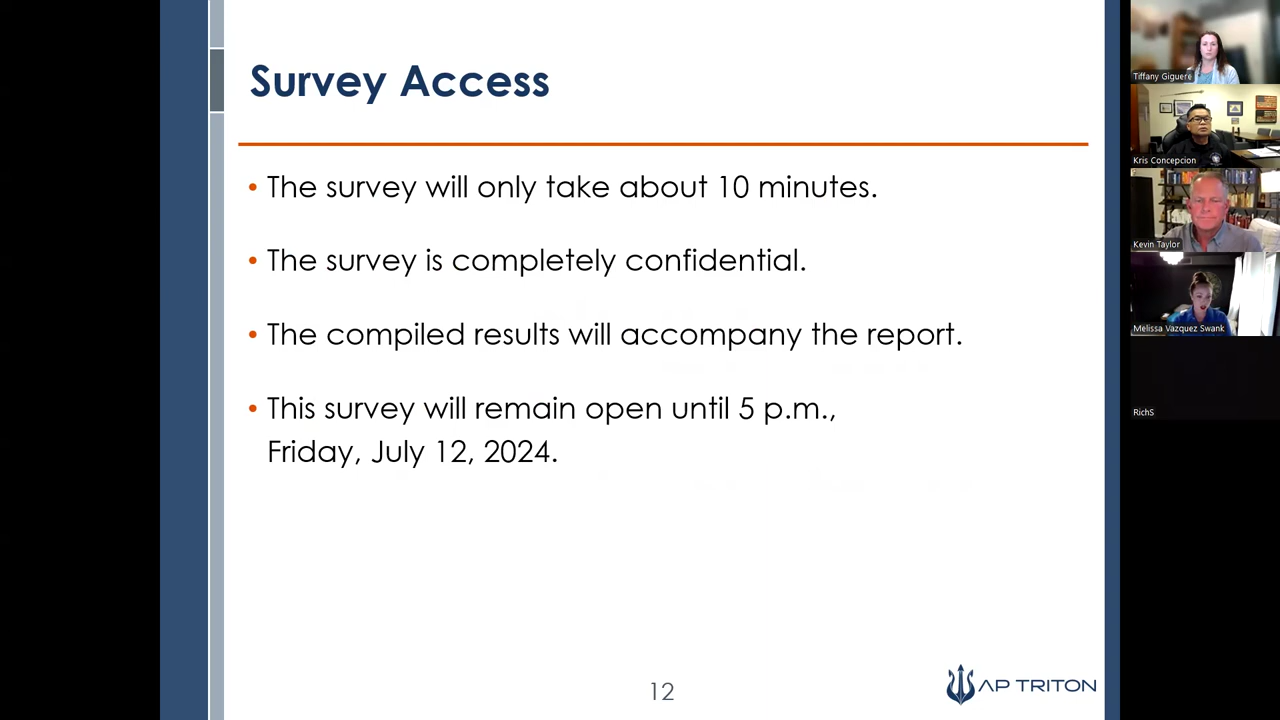 Survey Access
• The survey will only take about 10 minutes.
• The survey is completely confidential.
• The compiled results will accompany the report.
• This survey will remain open until 5 p.m.,
Friday, July 12, 2024.
12
AP TRITON
Tiffany Giguere
Kris Concepcion
Kevin Taylor
Melissa Vazquez Swank
RichS